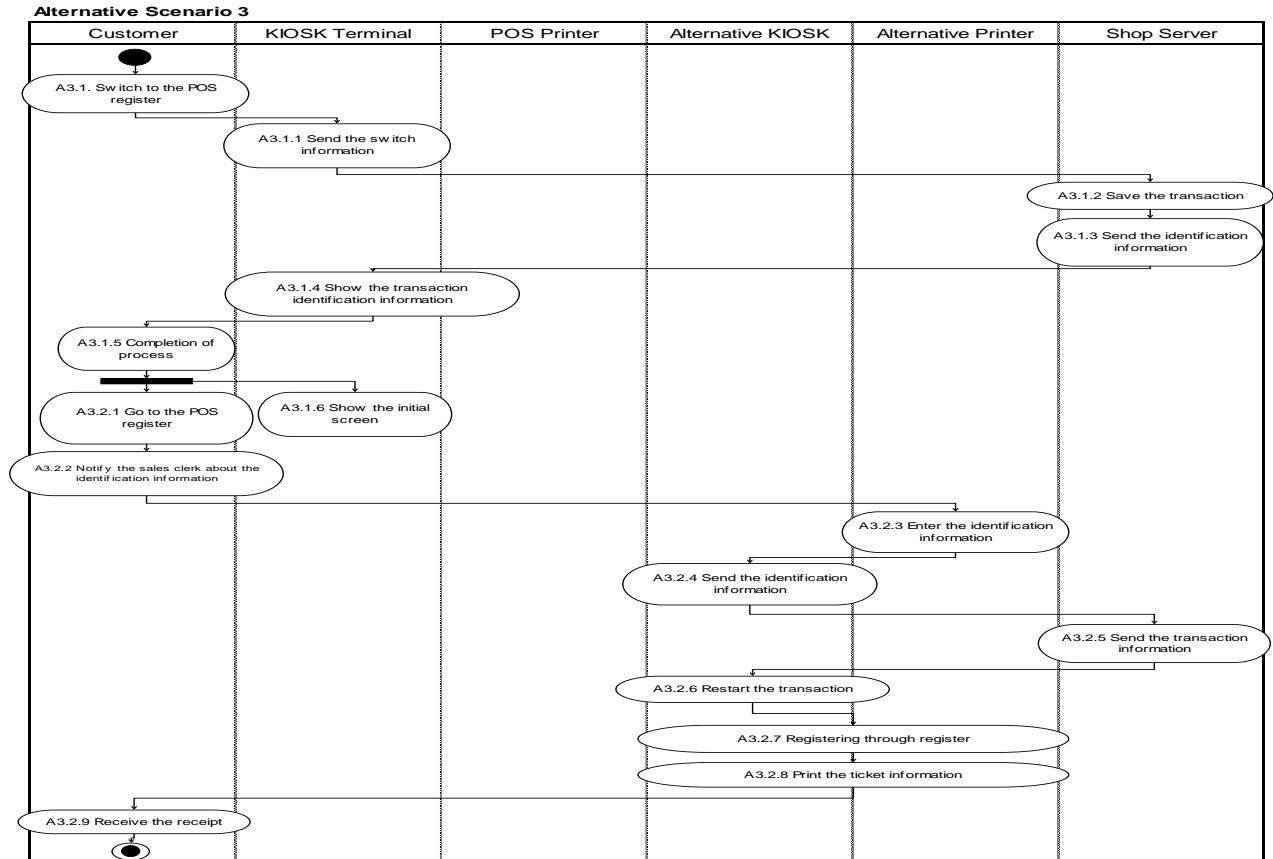 Alternative Scenario 3
Customer
KIOSK Terminal
POS Printer
Alternative KIOSK
Alternative Printer
Shop Server
A3.1. Switch to the POS
register
A3.1.1 Send the switch
information
A3.1.2 Save the transaction
A3.1.3 Send the identification
information
A3.1.4 Show the transaction
identification information
A3.1.5 Completion of
process
A3.2.1 Go to the POS
register
A3.1.6 Show the initial
screen
A3.2.2 Notify the sales clerk about the
identification information
A3.2.3 Enter the identification
information
A3.2.4 Send the identification
information
A3.2.5 Send the transaction
information
A3.2.6 Restart the transaction
A3.2.7 Registering through register
A3.2.8 Print the ticket information
A3.2.9 Receive the receipt